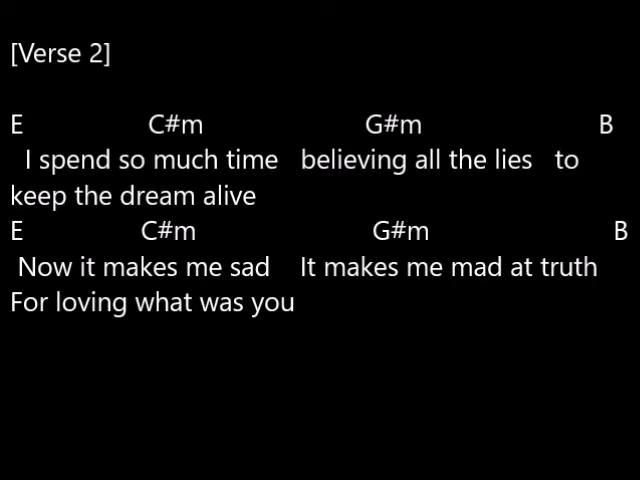 [Verse 2]
E C#m G#m B
I spend so much time believing all the lies to
keep the dream alive
E C#m G#m B
Now it makes me sad It makes me mad at truth
For loving what was you